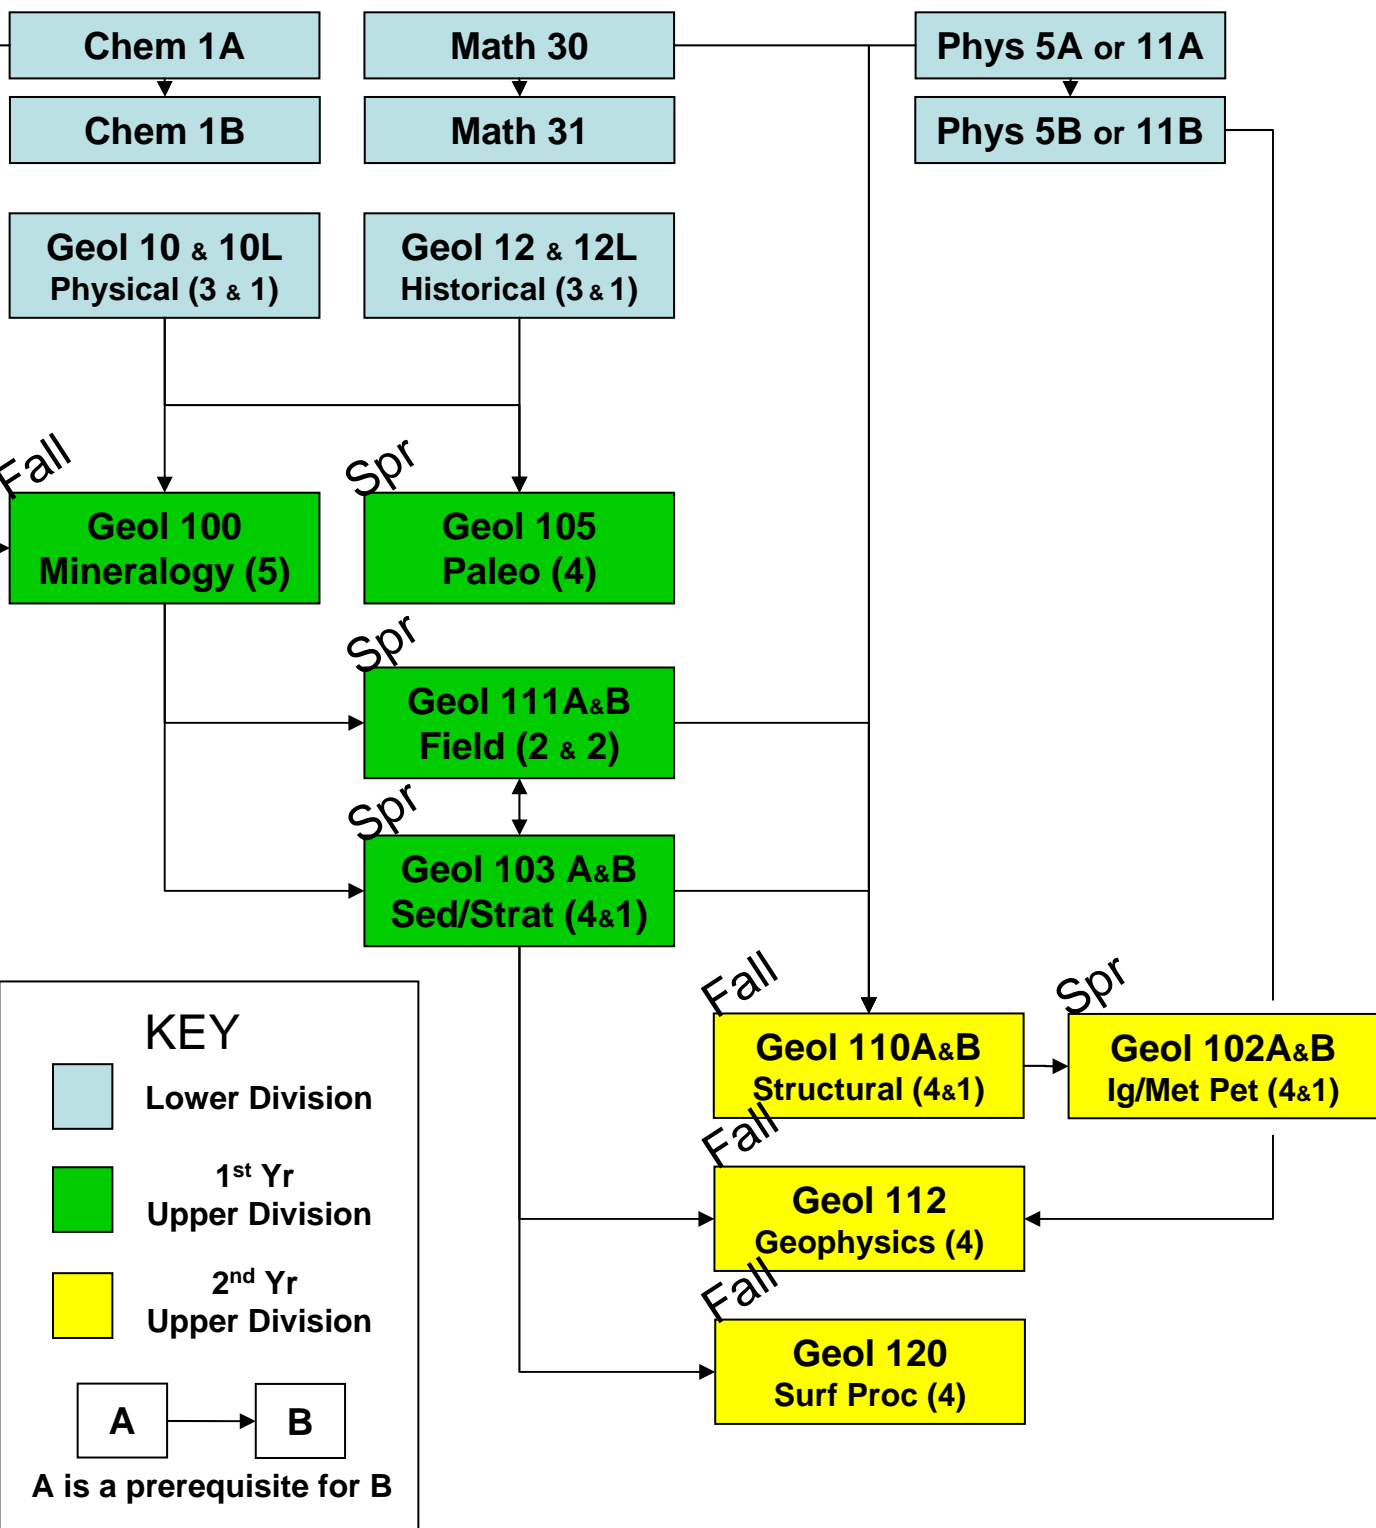 Chem 1A
Math 30
Phys 5A or 11A
Chem 1B
Math 31
Phys 5B or 11B
Geol 10 & 10L
Physical (3 & 1)
Geol 12 & 12L
Historical (3 & 1)
Fall
Geol 100
Mineralogy (5)
Spr
Geol 105
Paleo (4)
Spr
Geol 111A&B
Field (2 & 2)
Spr
Geol 103 A&B
Sed/Strat (4&1)
Fall
Geol 110A&B
Structural (4&1)
Spr
Geol 102A&B
Ig/Met Pet (4&1)
Fall
Geol 112
Geophysics (4)
Fall
Geol 120
Surf Proc (4)
KEY
Lower Division
1st Yr
Upper Division
2nd Yr
Upper Division
A
B
A is a prerequisite for B